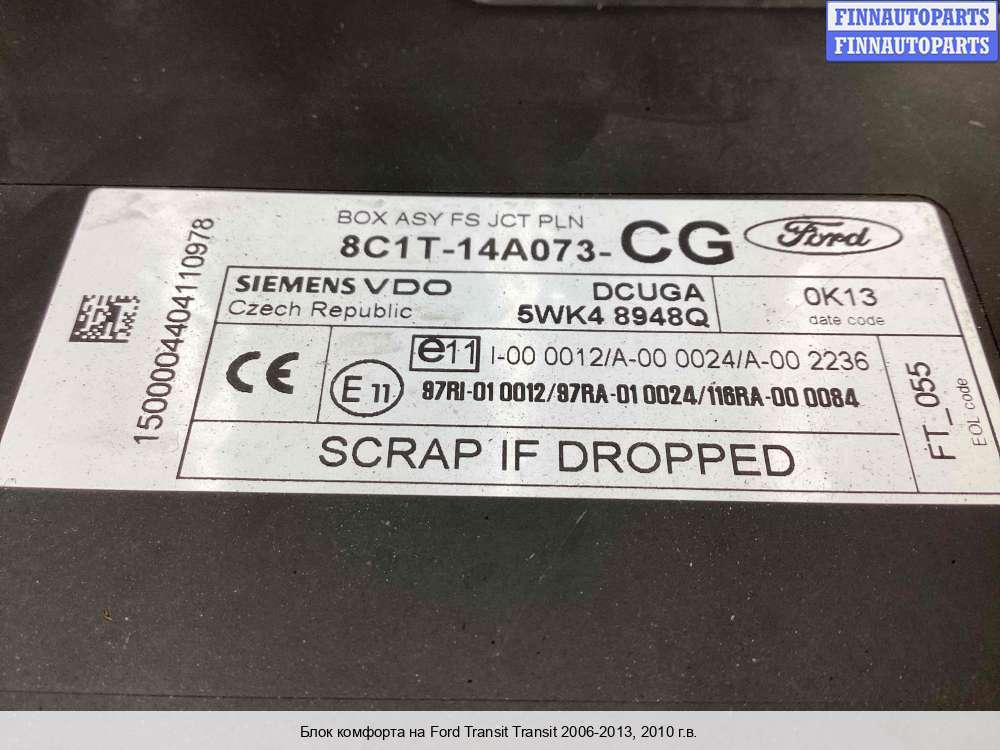 FINNAUTOPARTS
FINNAUTOPARTS
BOX ASY FS JCT PLN
8C1T-14A073-CG
Ford
SIEMENS VDO
Czech Republic
DCUGA
5WK4 8948Q
0K13
date code
CE
e11 I-00 0012/A-00 0024/A-00 2236
E 11 97RI-01 0012/97RA-01 0024/116RA-00 0084
SCRAP IF DROPPED
FT_055
EOL code
1500004404110978
Блок комфорта на Ford Transit Transit 2006-2013, 2010 г.в.